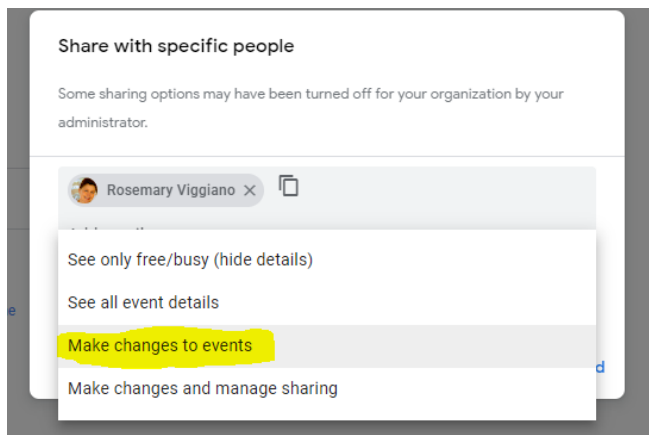 Share with specific people
Some sharing options may have been turned off for your organization by your
administrator.
Rosemary Viggiano
See only free/busy (hide details)
See all event details
Make changes to events
Make changes and manage sharing